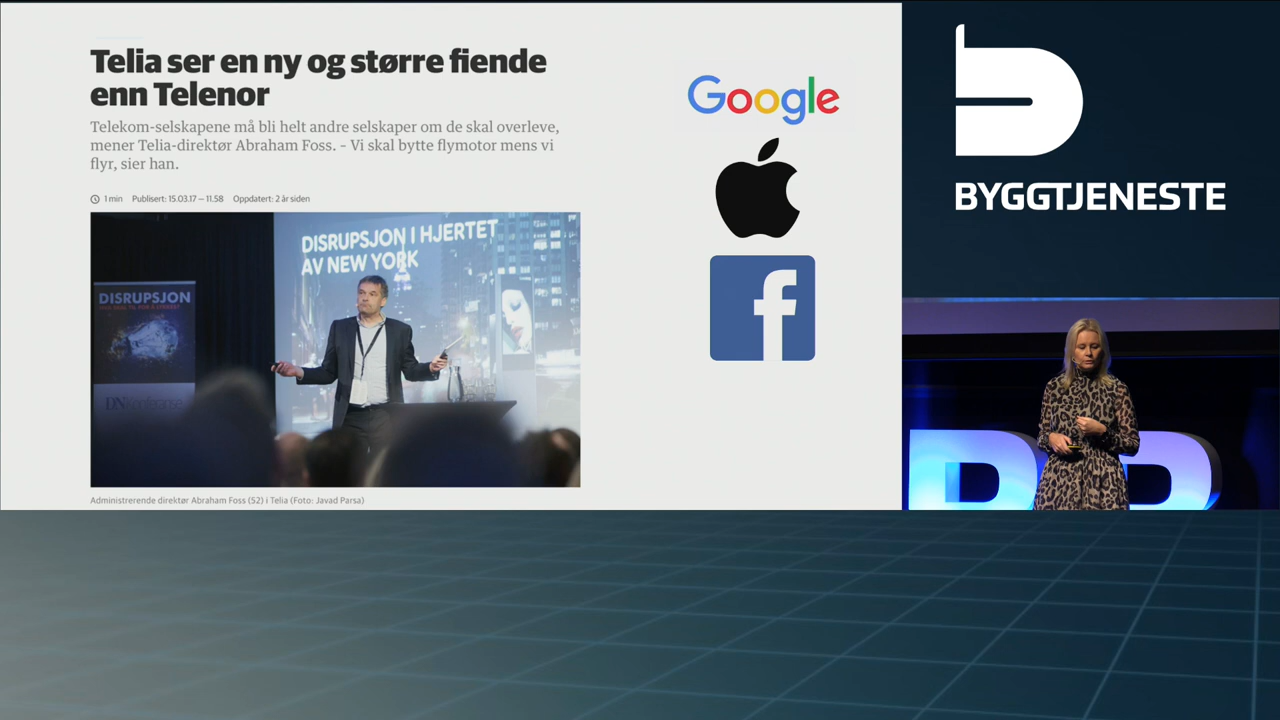 Telia ser en ny og større fiende
enn Telenor
Telekom-selskapene må bli helt andre selskaper om de skal overleve,
mener Telia-direktør Abraham Foss. – Vi skal bytte flymotor mens vi
flyr, sier han.
1 min Publisert: 15.03.17 — 11.58 Oppdatert: 2 år siden
DISRUPSJON I HJERTET
AV NEW YORK
DISRUPSJON
DN Konferanse
Administrerende direktør Abraham Foss (52) i Telia (Foto: Javad Parsa)
Google
f
BYGGTJENESTE